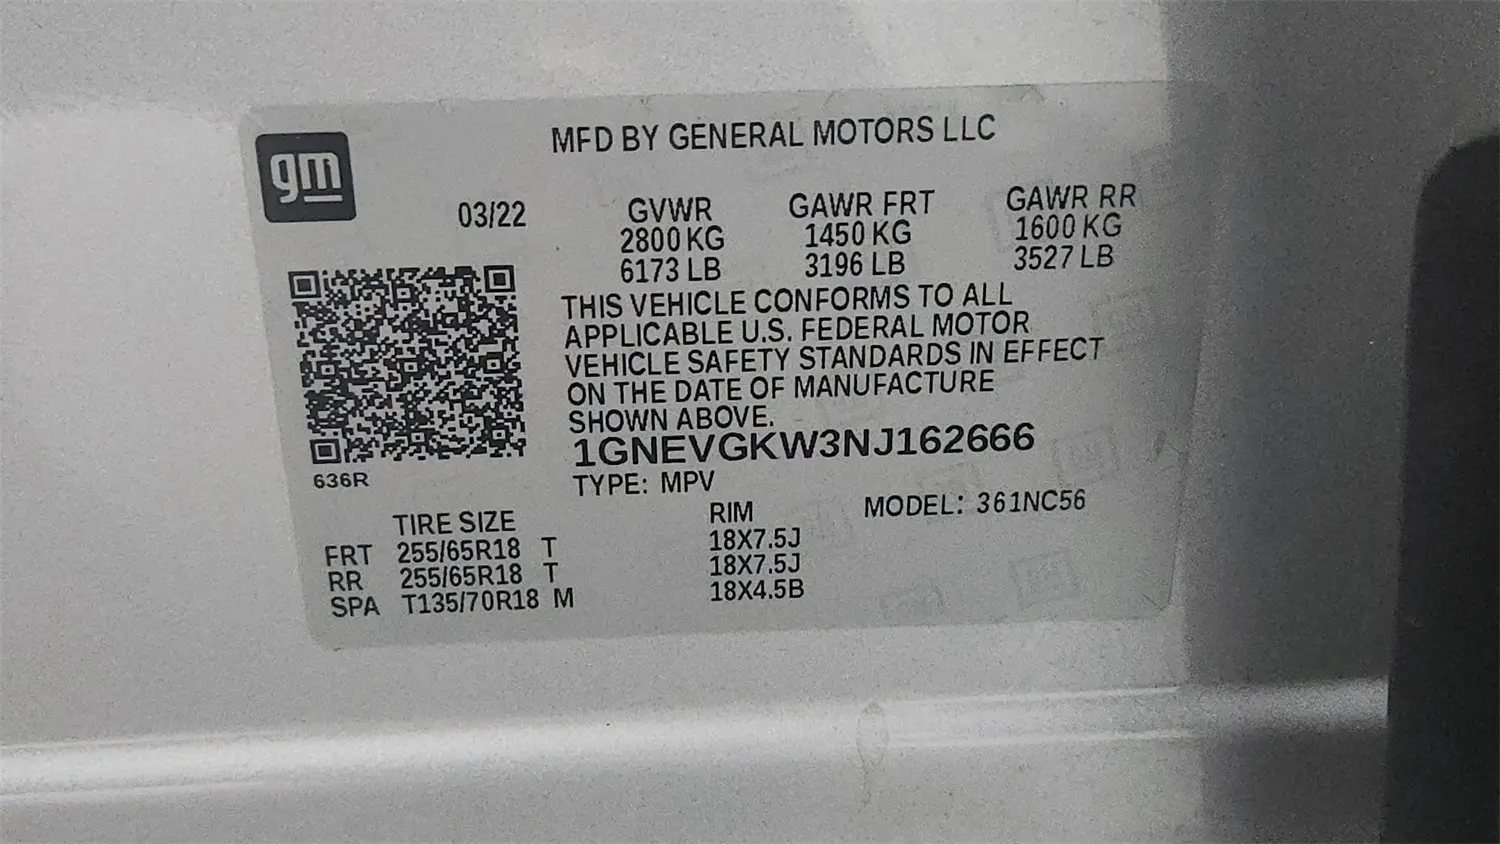 gm
MFD BY GENERAL MOTORS LLC
03/22
GVWR GAWR FRT GAWR RR
2800 KG 1450 KG 1600 KG
6173 LB 3196 LB 3527 LB
THIS VEHICLE CONFORMS TO ALL
APPLICABLE U.S. FEDERAL MOTOR
VEHICLE SAFETY STANDARDS IN EFFECT
ON THE DATE OF MANUFACTURE
SHOWN ABOVE.
1GNEVGKW3NJ162666
636R
TYPE: MPV
MODEL: 361NC56
TIRE SIZE RIM
FRT 255/65R18 T 18X7.5J
RR 255/65R18 T 18X7.5J
SPA T135/70R18 M 18X4.5B